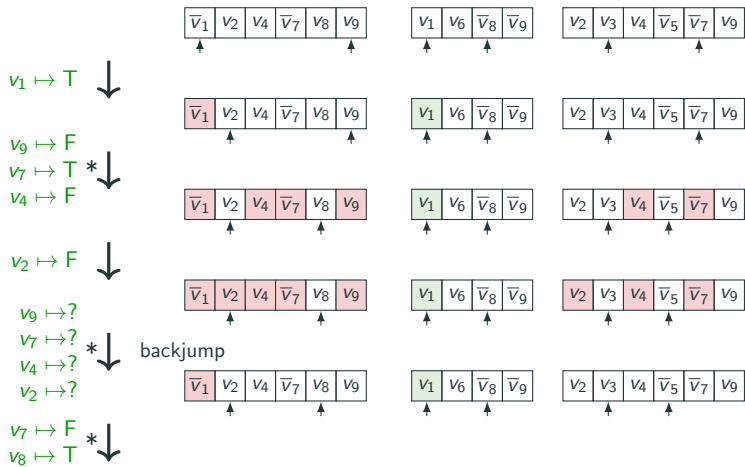 v̅₁ v₂ v₄ v̅₇ v₈ v₉ v₁ v₆ v̅₈ v̅₉ v₂ v₃ v₄ v̅₅ v̅₇ v₉
v₁ ↦ T
v̅₁ v₂ v₄ v̅₇ v₈ v₉ v₁ v₆ v̅₈ v̅₉ v₂ v₃ v₄ v̅₅ v̅₇ v₉
v₉ ↦ F
v₇ ↦ T *
v₄ ↦ F
v̅₁ v₂ v₄ v̅₇ v₈ v₉ v₁ v₆ v̅₈ v̅₉ v₂ v₃ v₄ v̅₅ v̅₇ v₉
v₂ ↦ F
v̅₁ v₂ v₄ v̅₇ v₈ v₉ v₁ v₆ v̅₈ v̅₉ v₂ v₃ v₄ v̅₅ v̅₇ v₉
v₉ ↦?
v₇ ↦?
* backjump
v₄ ↦?
v₂ ↦?
v̅₁ v₂ v₄ v̅₇ v₈ v₉ v₁ v₆ v̅₈ v̅₉ v₂ v₃ v₄ v̅₅ v̅₇ v₉
v₇ ↦ F
*
v₈ ↦ T